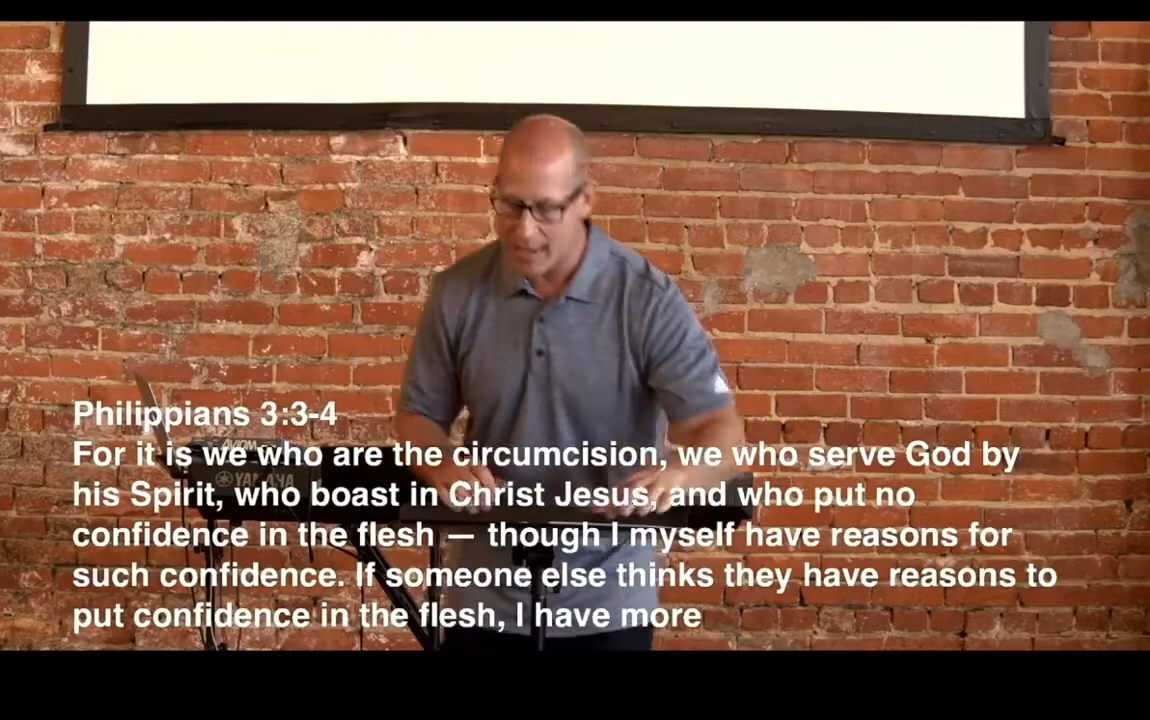 Philippians 3:3-4
For it is we who are the circumcision, we who serve God by
his Spirit, who boast in Christ Jesus, and who put no
confidence in the flesh — though I myself have reasons for
such confidence. If someone else thinks they have reasons to
put confidence in the flesh, I have more
AVIOM
YAMAHA